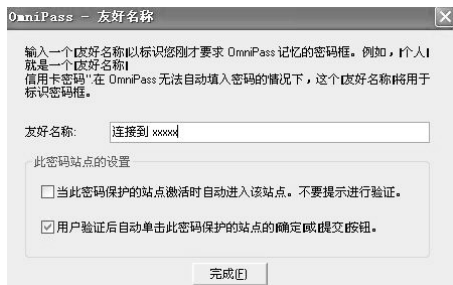 OmniPass - 友好名称
输入一个"友好名称"以标识您刚才要求 OmniPass 记忆的密码框。例如,"个人"
就是一个"友好名称"
信用卡密码"在 OmniPass 无法自动填入密码的情况下,这个"友好名称"将用于
标识密码框。
友好名称:
连接到 xxxxx
此密码站点的设置
当此密码保护的站点激活时自动进入该站点。不要提示进行验证。
用户验证后自动单击此密码保护的站点的"确定"或"提交"按钮。
完成(F)